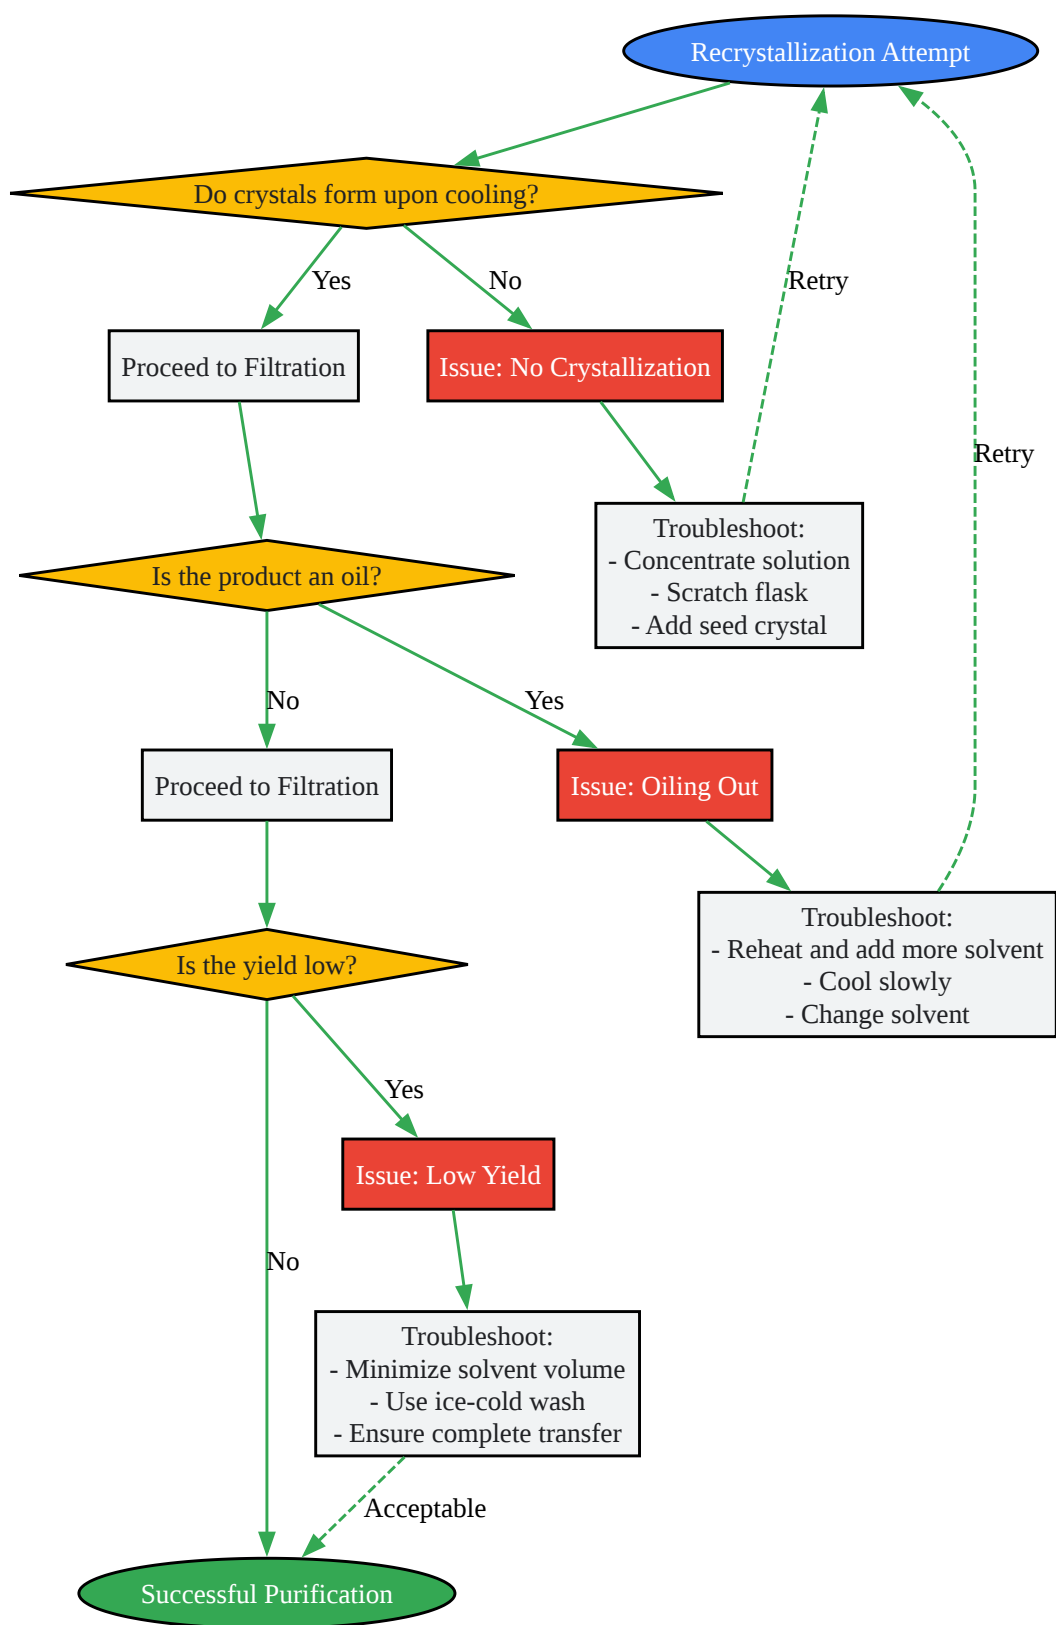 Recrystallization Attempt
Do crystals form upon cooling?
Yes
No
Retry
Proceed to Filtration
Issue: No Crystallization
Retry
Troubleshoot:
- Concentrate solution
- Scratch flask
- Add seed crystal
Is the product an oil?
No
Yes
Proceed to Filtration
Issue: Oiling Out
Troubleshoot:
- Reheat and add more solvent
- Cool slowly
- Change solvent
Is the yield low?
Yes
Issue: Low Yield
No
Troubleshoot:
- Minimize solvent volume
- Use ice-cold wash
- Ensure complete transfer
Acceptable
Successful Purification